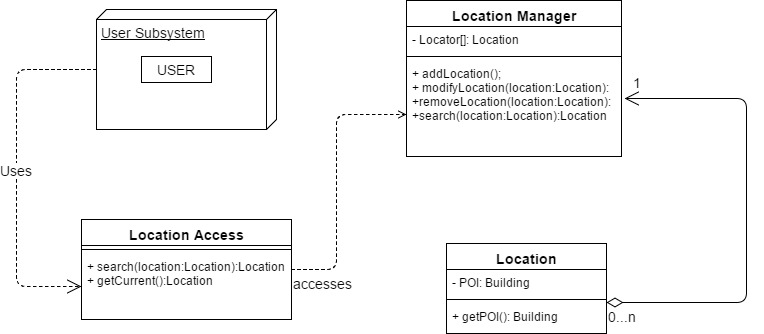 User Subsystem
USER
Location Manager
- Locator[]: Location
+ addLocation();
+ modifyLocation(location:Location):
+removeLocation(location:Location):
+search(location:Location):Location
1
Uses
Location Access
+ search(location:Location):Location
+ getCurrent():Location
accesses
Location
- POI: Building
+ getPOI(): Building
0...n